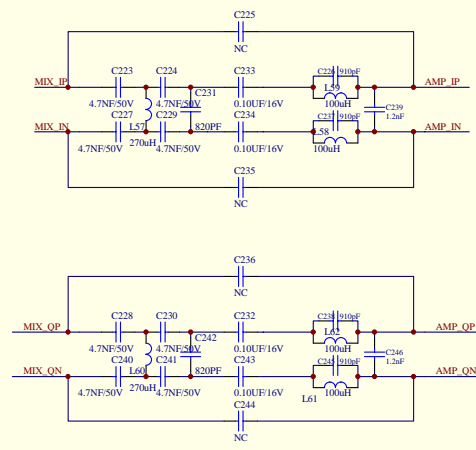 C225
NC
MIX_IP
C223
C224
C233
C226
910pF
AMP_IP
C231
L59
4.7NF/50V
4.7NF/50V
0.10UF/16V
100uH
C239
1.2nF
MIX_IN
C227
L57
C229
820PF
C234
C237
910pF
AMP_IN
L58
4.7NF/50V
270uH
4.7NF/50V
0.10UF/16V
100uH
C235
NC
C236
NC
MIX_QP
C228
C230
C232
C238
910pF
AMP_QP
C242
L62
4.7NF/50V
4.7NF/50V
0.10UF/16V
100uH
C246
1.2nF
MIX_QN
C240
L60
C241
820PF
C243
C245
910pF
AMP_QN
4.7NF/50V
270uH
4.7NF/50V
0.10UF/16V
L61
100uH
C244
NC